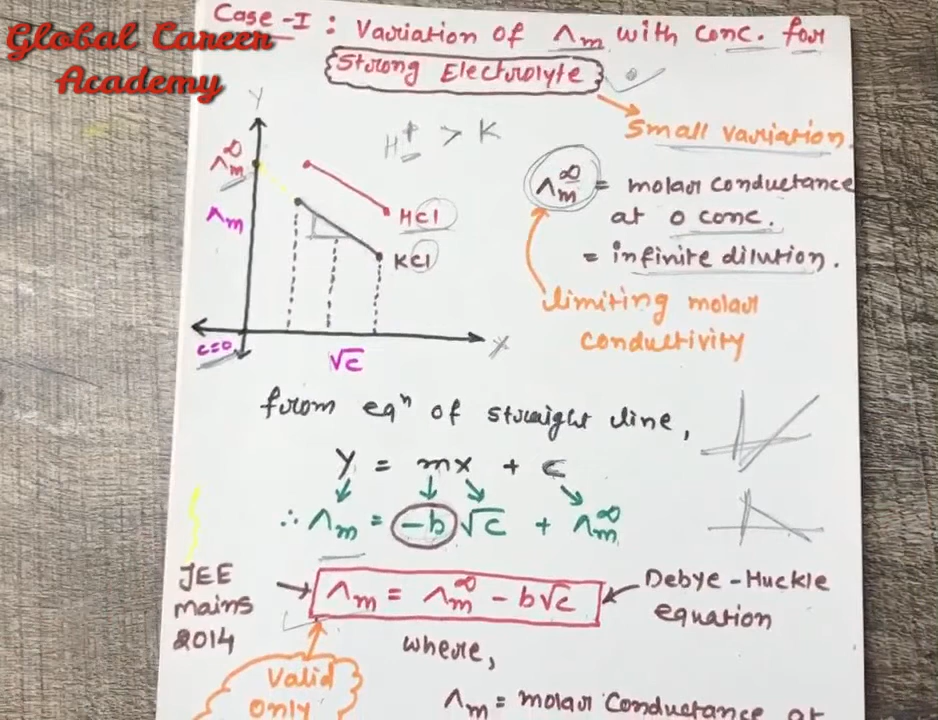 Global Career
Academy
Case-I : Variation of Λm with conc. for
Strong Electrolyte
small variation
H+ > K
Y
Λm∞
Λm
HCl
KCl
c=0
√c
X
Λm∞ = molar conductance
at 0 conc.
= infinite dilution.
limiting molar
conductivity
from eqn of straight line,
Y = mx + c
∴ Λm = -b √c + Λm∞
JEE
mains
2014
Λm = Λm∞ - b√c
Debye-Huckle
equation
where,
Valid
only
Λm = molar Conductance at